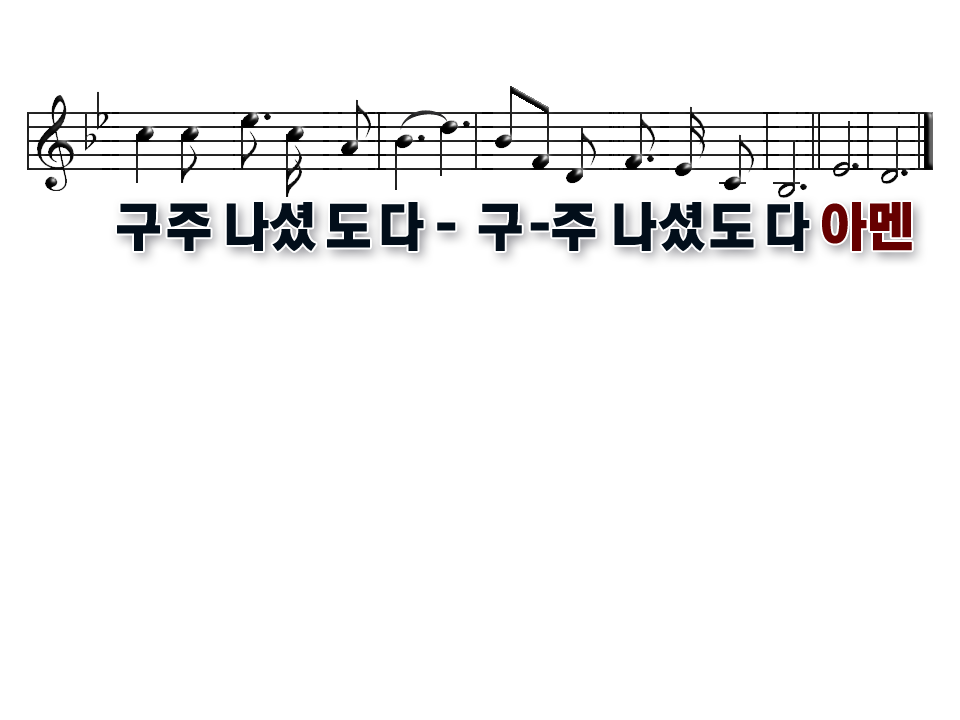 구주 나셨 도 다 - 구-주 나셨도 다 아멘